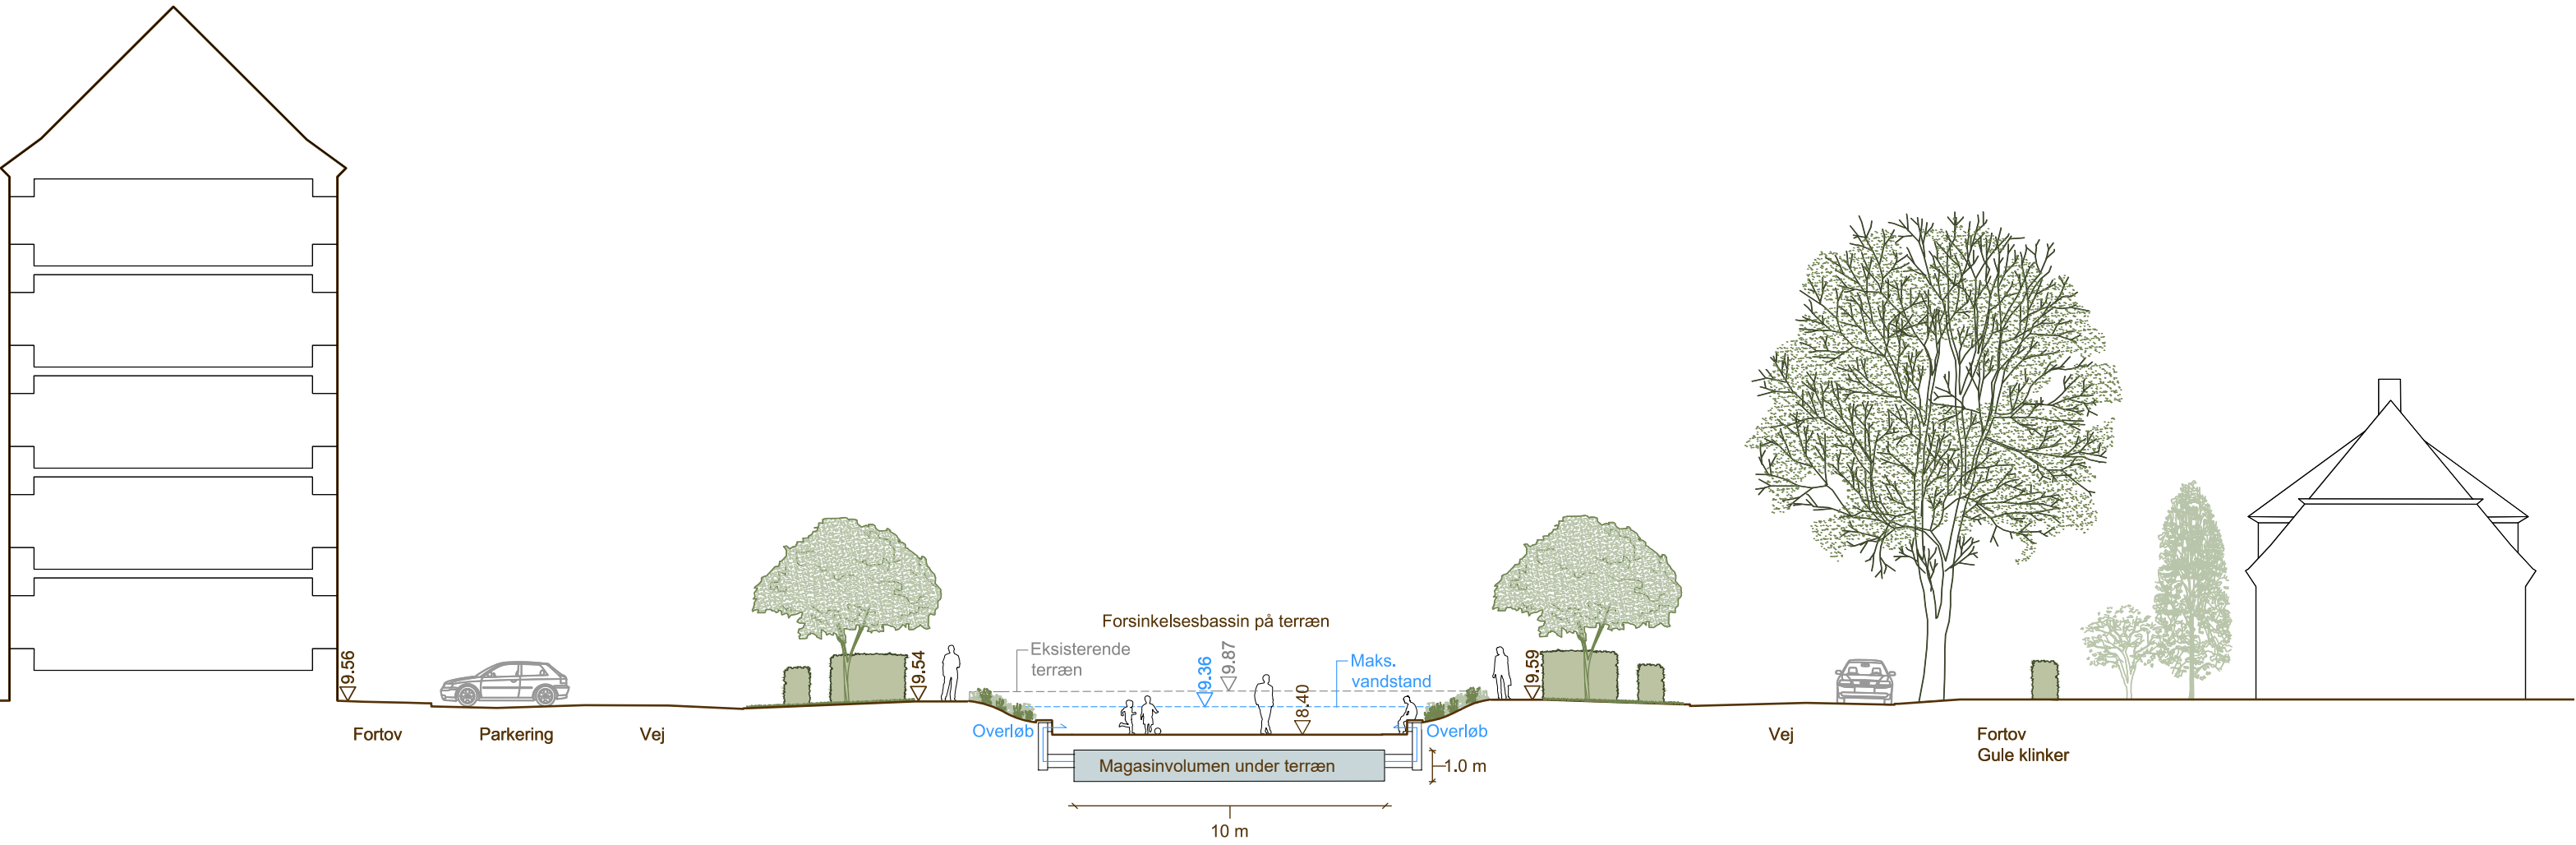 Forsinkelsesbassin på terræn
Eksisterende
terræn
9.87
9.36
Maks.
vandstand
9.56
9.54
8.40
9.59
Overløb
Overløb
Fortov
Parkering
Vej
Magasinvolumen under terræn
1.0 m
10 m
Vej
Fortov
Gule klinker